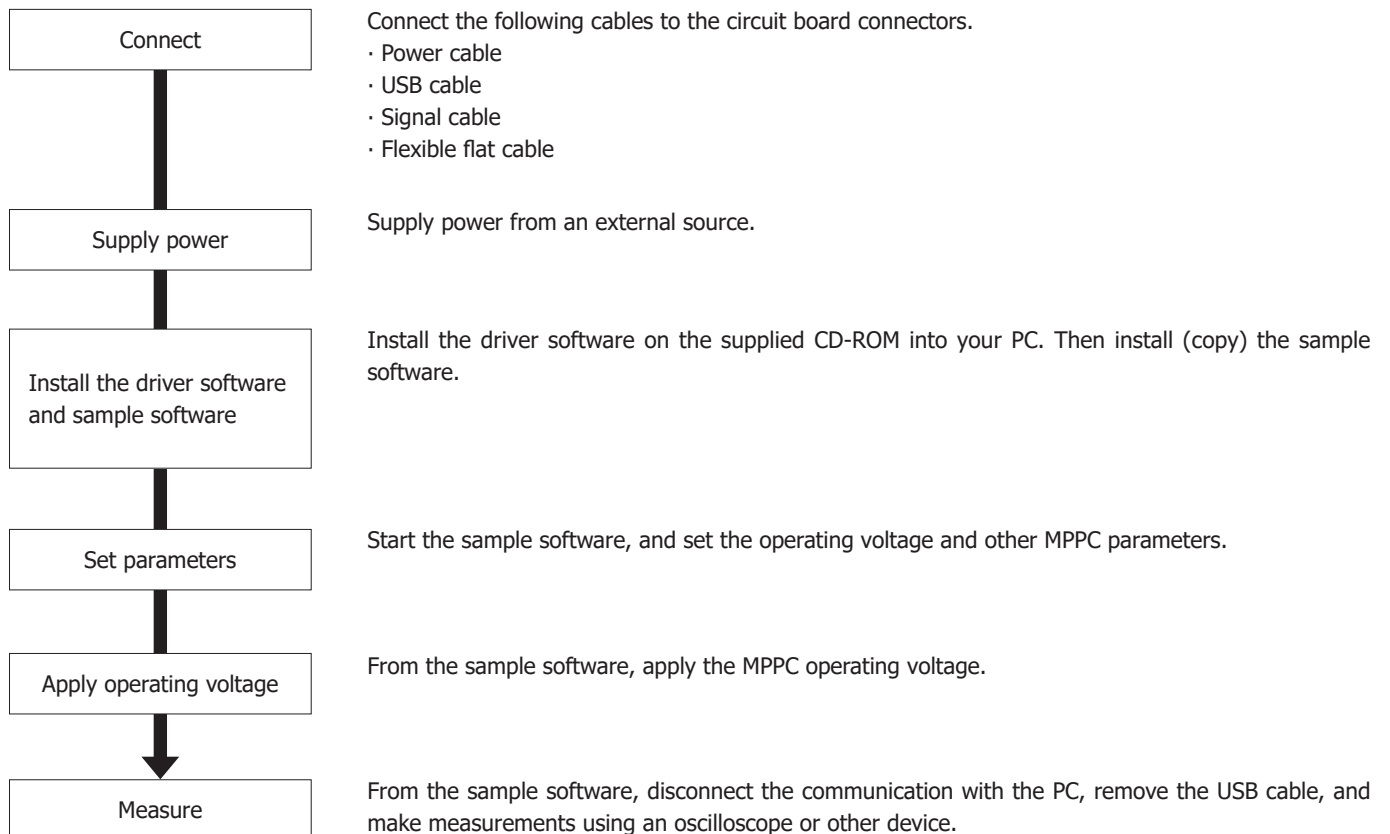 Connect
Connect the following cables to the circuit board connectors.
· Power cable
· USB cable
· Signal cable
· Flexible flat cable
Supply power
Supply power from an external source.
Install the driver software
and sample software
Install the driver software on the supplied CD-ROM into your PC. Then install (copy) the sample
software.
Set parameters
Start the sample software, and set the operating voltage and other MPPC parameters.
Apply operating voltage
From the sample software, apply the MPPC operating voltage.
Measure
From the sample software, disconnect the communication with the PC, remove the USB cable, and
make measurements using an oscilloscope or other device.